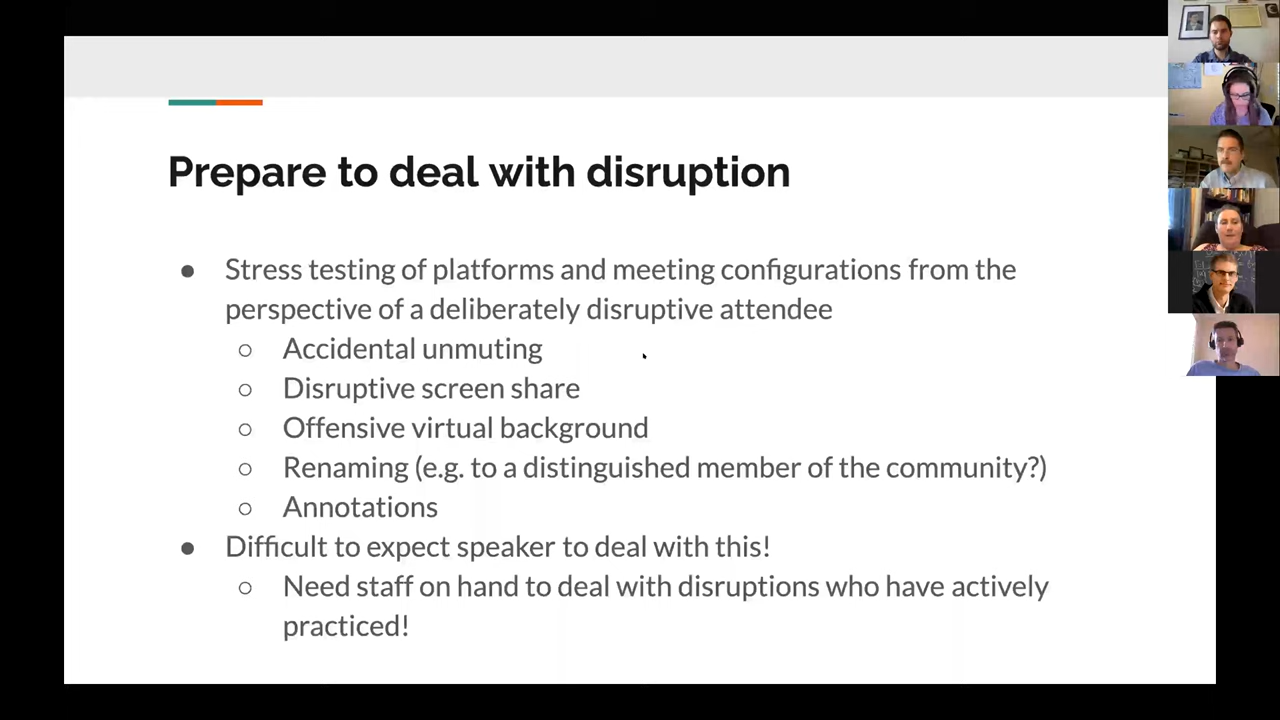 Prepare to deal with disruption
● Stress testing of platforms and meeting configurations from the
perspective of a deliberately disruptive attendee
○ Accidental unmuting
○ Disruptive screen share
○ Offensive virtual background
○ Renaming (e.g. to a distinguished member of the community?)
○ Annotations
● Difficult to expect speaker to deal with this!
○ Need staff on hand to deal with disruptions who have actively
practiced!